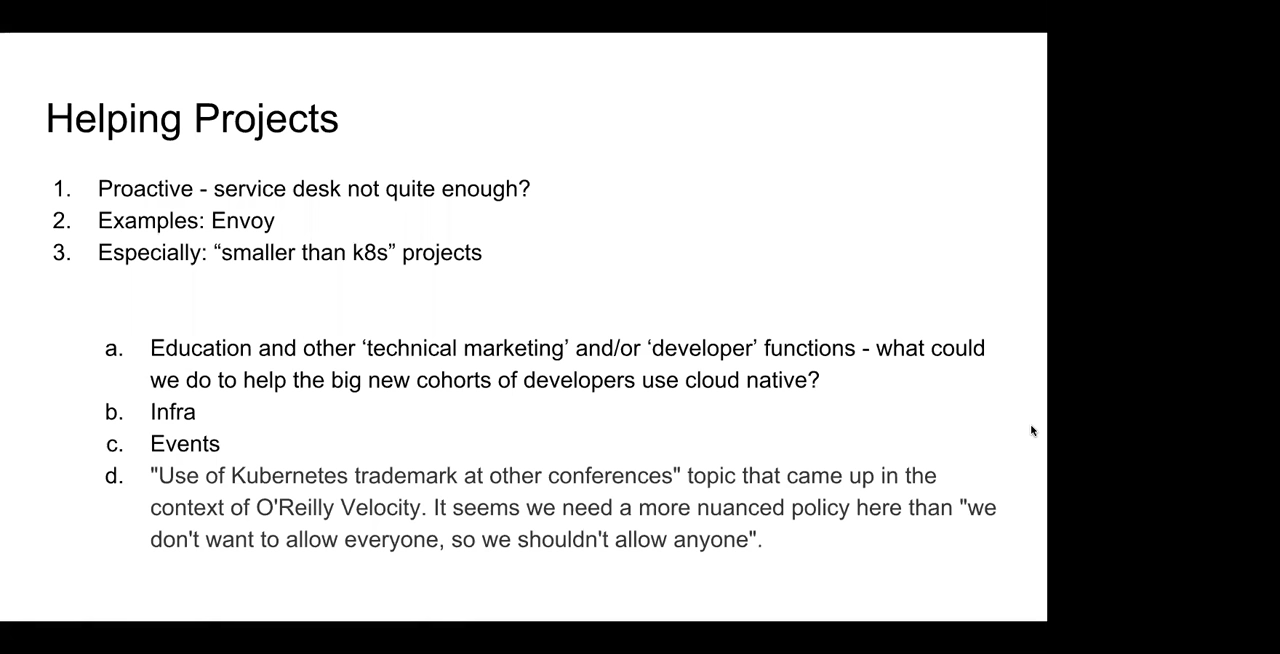 Helping Projects
1. Proactive - service desk not quite enough?
2. Examples: Envoy
3. Especially: “smaller than k8s” projects
a. Education and other ‘technical marketing’ and/or ‘developer’ functions - what could
we do to help the big new cohorts of developers use cloud native?
b. Infra
c. Events
d. "Use of Kubernetes trademark at other conferences" topic that came up in the
context of O'Reilly Velocity. It seems we need a more nuanced policy here than "we
don't want to allow everyone, so we shouldn't allow anyone".